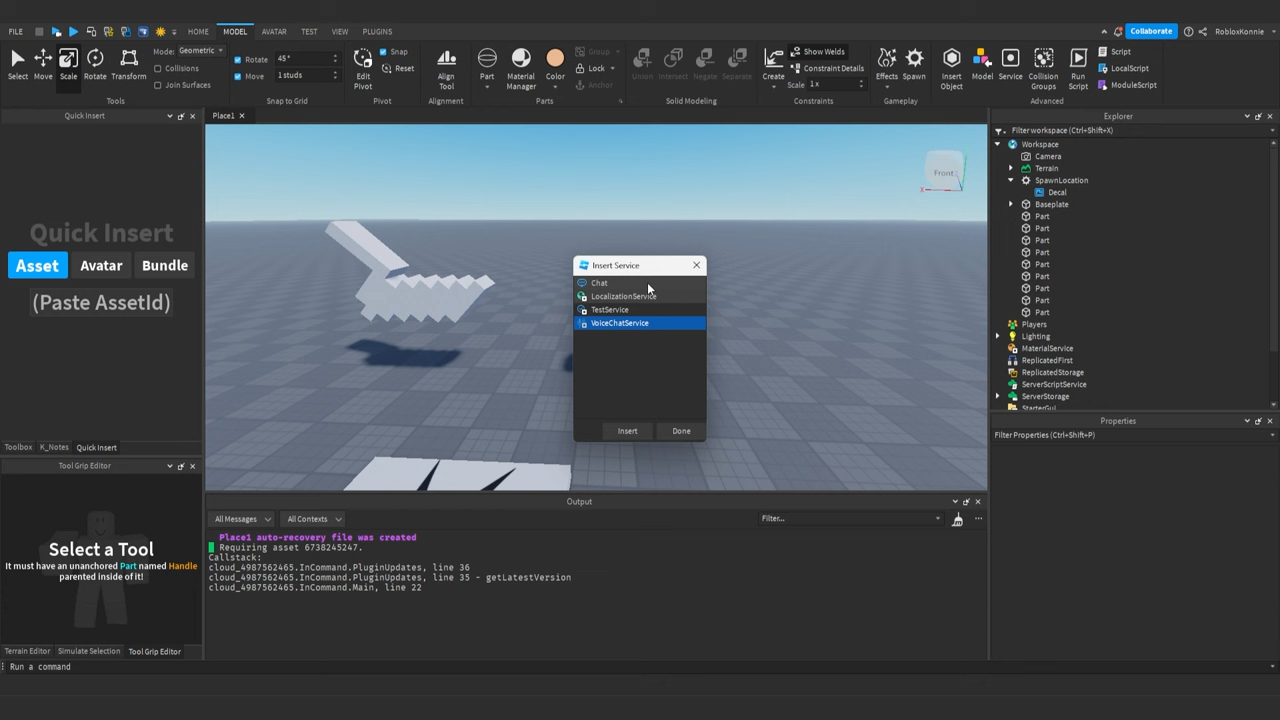 FILE
HOME
MODEL
AVATAR
TEST
VIEW
PLUGINS
Collaborate
RobloxKonnie
Select
Move
Scale
Rotate
Transform
Mode: Geometric
Collisions
Join Surfaces
Tools
Rotate 45°
Move 1 studs
Snap to Grid
Edit
Pivot
Snap
Reset
Pivot
Align
Tool
Alignment
Part
Material
Manager
Color
Group
Lock
Anchor
Parts
Union
Intersect
Negate
Separate
Solid Modeling
Create
Show Welds
Constraint Details
Scale 1 x
Constraints
Effects
Spawn
Gameplay
Insert
Object
Model
Service
Collision
Groups
Run
Script
Script
LocalScript
ModuleScript
Advanced
Quick Insert
Quick Insert
Asset
Avatar
Bundle
(Paste AssetId)
Toolbox
K_Notes
Quick Insert
Tool Grip Editor
Select a Tool
It must have an unanchored Part named Handle
parented inside of it!
Terrain Editor
Simulate Selection
Tool Grip Editor
Place1
Front
X
Insert Service
Chat
LocalizationService
TestService
VoiceChatService
Insert
Done
Output
All Messages
All Contexts
Filter...
Place1 auto-recovery file was created
Requiring asset 6738245247.
Callstack:
cloud_4987562465.InCommand.PluginUpdates, line 36
cloud_4987562465.InCommand.PluginUpdates, line 35 - getLatestVersion
cloud_4987562465.InCommand.Main, line 22
Explorer
Filter workspace (Ctrl+Shift+X)
Workspace
Camera
Terrain
SpawnLocation
Decal
Baseplate
Part
Part
Part
Part
Part
Part
Part
Part
Part
Players
Lighting
MaterialService
ReplicatedFirst
ReplicatedStorage
ServerScriptService
ServerStorage
StarterGui
Properties
Filter Properties (Ctrl+Shift+P)
Run a command